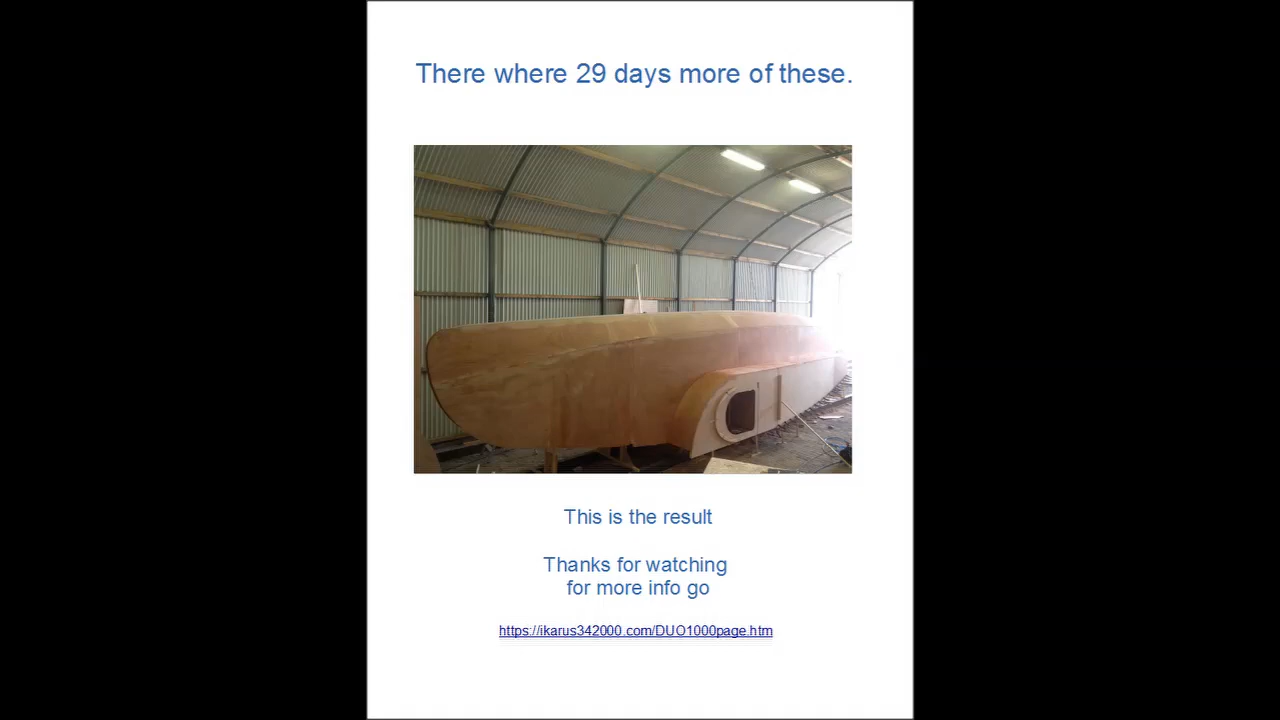 There where 29 days more of these.
This is the result
Thanks for watching
for more info go
https://ikarus342000.com/DUO1000page.htm